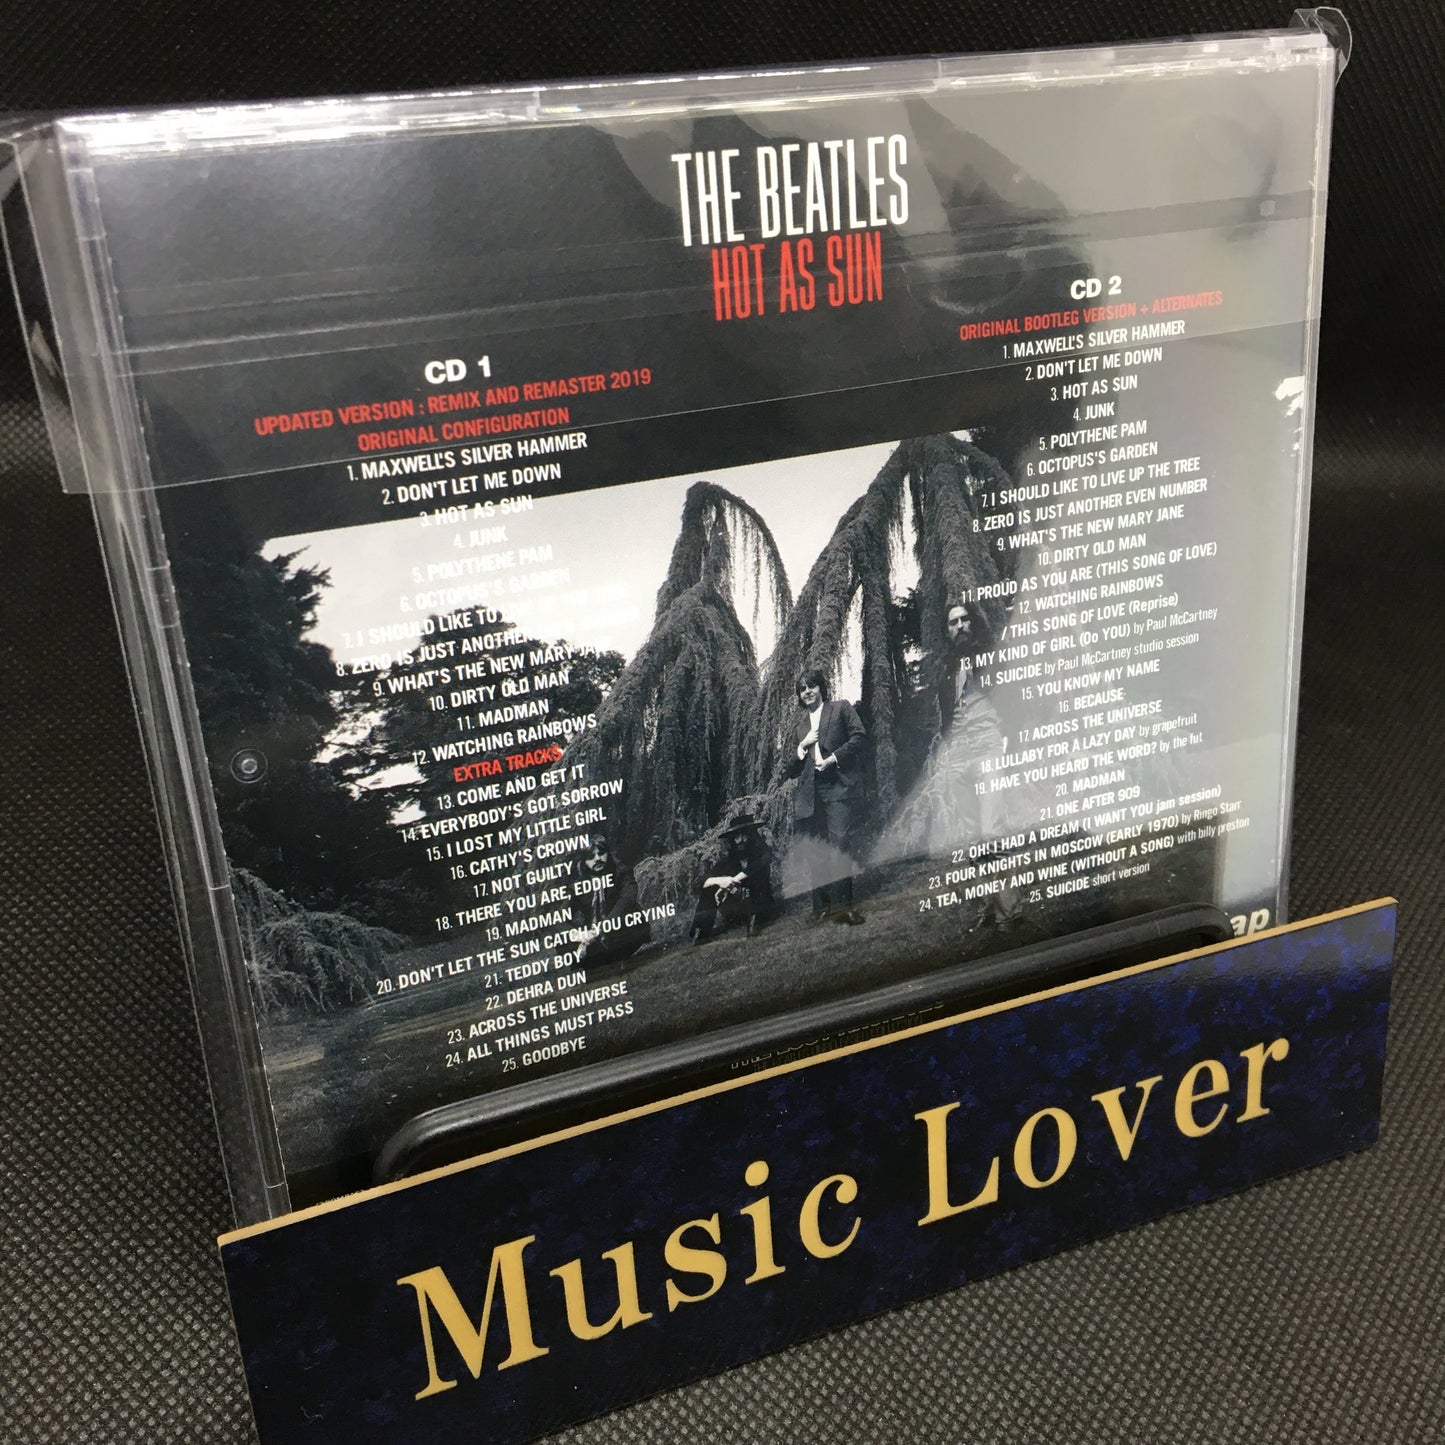 THE BEATLES
HOT AS SUN
CD 1
UPDATED VERSION : REMIX AND REMASTER 2019
ORIGINAL CONFIGURATION
1. MAXWELL'S SILVER HAMMER
2. DON'T LET ME DOWN
3. HOT AS SUN
4. JUNK
5. POLYTHENE PAM
6. OCTOPUS'S GARDEN
7. I SHOULD LIKE TO LIVE UP THE TREE
8. ZERO IS JUST ANOTHER
9. WHAT'S THE NEW MARY JANE
10. DIRTY OLD MAN
11. MADMAN
12. WATCHING RAINBOWS
EXTRA TRACKS
13. COME AND GET IT
14. EVERYBODY'S GOT SORROW
15. I LOST MY LITTLE GIRL
16. CATHY'S CROWN
17. NOT GUILTY
18. THERE YOU ARE, EDDIE
19. MADMAN
20. DON'T LET THE SUN CATCH YOU CRYING
21. TEDDY BOY
22. DEHRA DUN
23. ACROSS THE UNIVERSE
24. ALL THINGS MUST PASS
25. GOODBYE
CD 2
ORIGINAL BOOTLEG VERSION + ALTERNATES
1. MAXWELL'S SILVER HAMMER
2. DON'T LET ME DOWN
3. HOT AS SUN
4. JUNK
5. POLYTHENE PAM
6. OCTOPUS'S GARDEN
7. I SHOULD LIKE TO LIVE UP THE TREE
8. ZERO IS JUST ANOTHER EVEN NUMBER
9. WHAT'S THE NEW MARY JANE
10. DIRTY OLD MAN
11. PROUD AS YOU ARE (THIS SONG OF LOVE)
12. WATCHING RAINBOWS
/ THIS SONG OF LOVE (Reprise)
13. MY KIND OF GIRL (Do YOU) by Paul McCartney
14. SUICIDE by Paul McCartney studio session
15. YOU KNOW MY NAME
16. BECAUSE
17. ACROSS THE UNIVERSE
18. LULLABY FOR A LAZY DAY by grapefruit
19. HAVE YOU HEARD THE WORD? by the fut
20. MADMAN
21. ONE AFTER 909
22. OH! I HAD A DREAM (I WANT YOU jam session)
23. FOUR KNIGHTS IN MOSCOW (EARLY 1970) by Ringo Starr
24. TEA, MONEY AND WINE (WITHOUT A SONG) with billy preston
25. SUICIDE short version
Music Lover